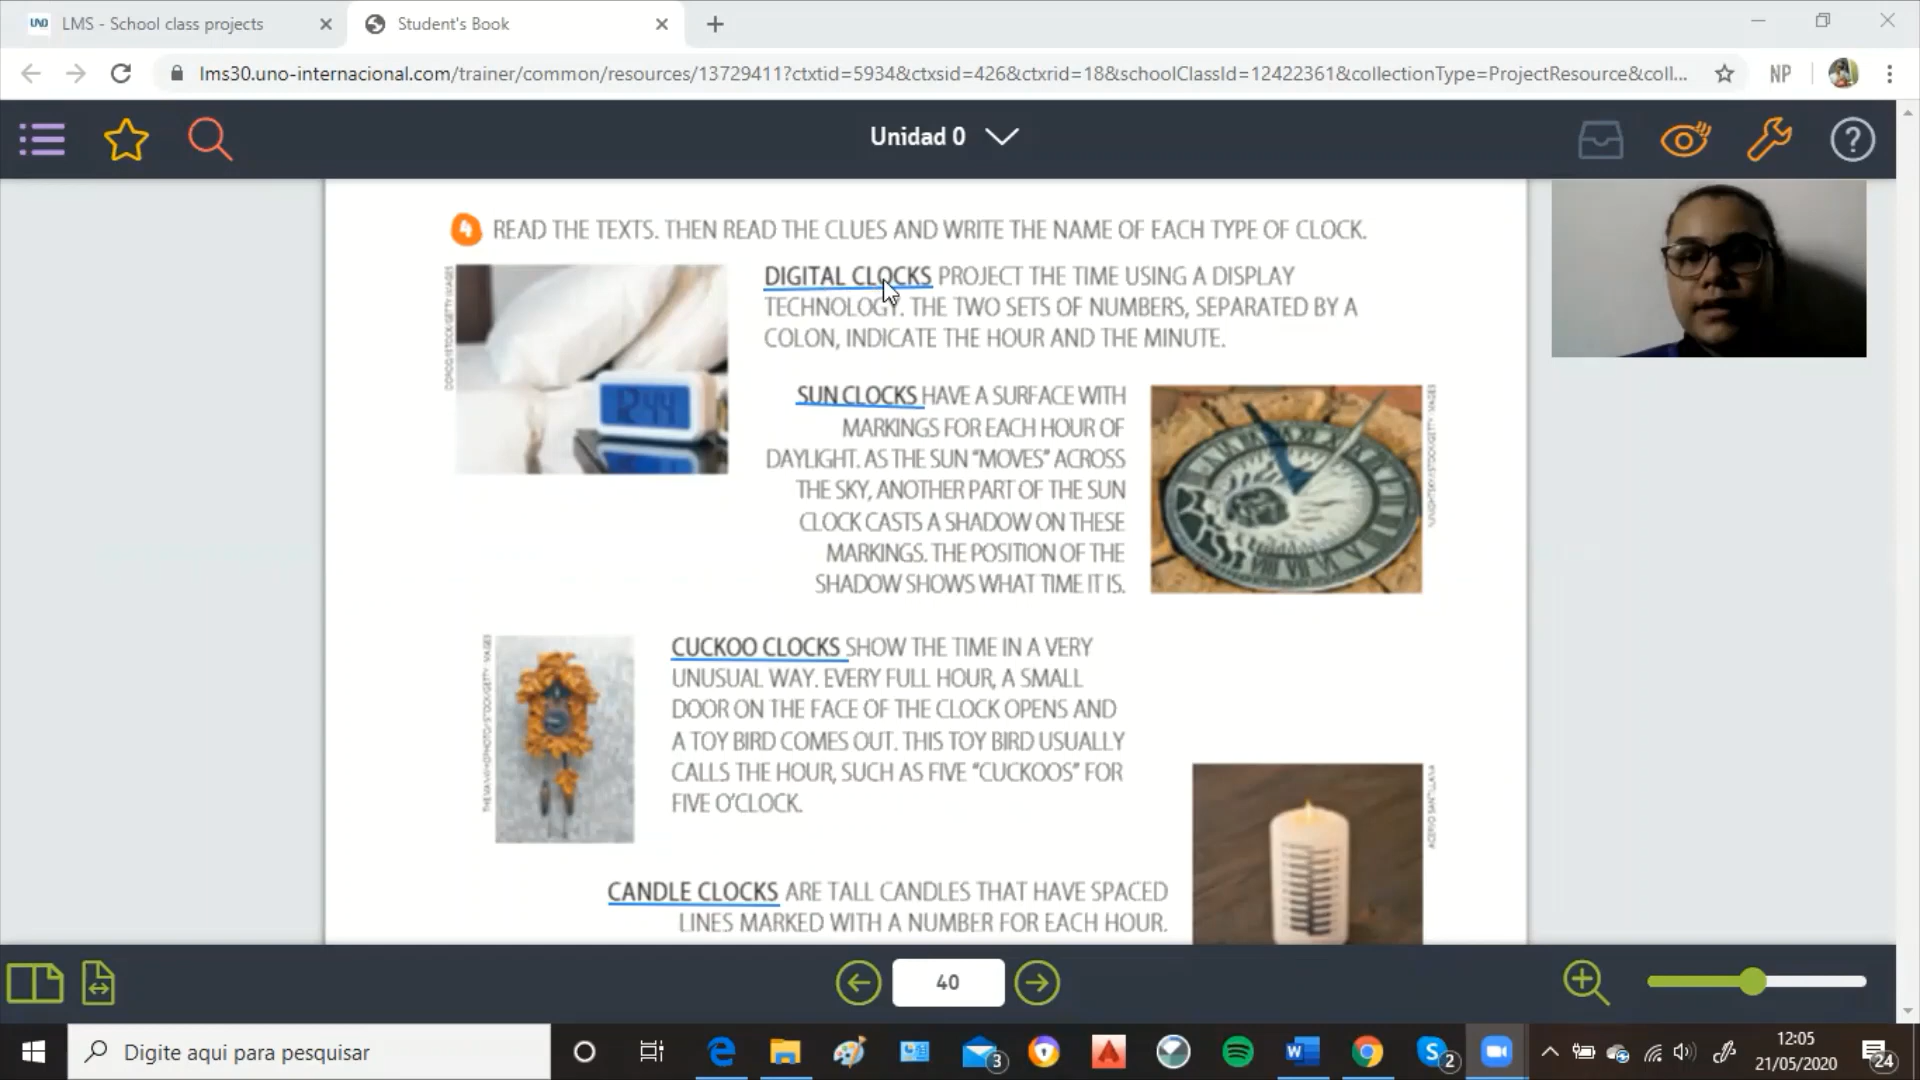 LMS - School class projects
Student's Book
lms30.uno-internacional.com/trainer/common/resources/13729411?ctxtid=5934&ctxsid=426&ctxrid=18&schoolClassId=12422361&collectionType=ProjectResource&coll...
NP
Unidad 0
4 READ THE TEXTS. THEN READ THE CLUES AND WRITE THE NAME OF EACH TYPE OF CLOCK.
DIGITAL CLOCKS PROJECT THE TIME USING A DISPLAY
TECHNOLOGY. THE TWO SETS OF NUMBERS, SEPARATED BY A
COLON, INDICATE THE HOUR AND THE MINUTE.
12:44
SUN CLOCKS HAVE A SURFACE WITH
MARKINGS FOR EACH HOUR OF
DAYLIGHT. AS THE SUN “MOVES” ACROSS
THE SKY, ANOTHER PART OF THE SUN
CLOCK CASTS A SHADOW ON THESE
MARKINGS. THE POSITION OF THE
SHADOW SHOWS WHAT TIME IT IS.
CUCKOO CLOCKS SHOW THE TIME IN A VERY
UNUSUAL WAY. EVERY FULL HOUR, A SMALL
DOOR ON THE FACE OF THE CLOCK OPENS AND
A TOY BIRD COMES OUT. THIS TOY BIRD USUALLY
CALLS THE HOUR, SUCH AS FIVE “CUCKOOS” FOR
FIVE O’CLOCK.
ACERVO SANTILLANA
CANDLE CLOCKS ARE TALL CANDLES THAT HAVE SPACED
LINES MARKED WITH A NUMBER FOR EACH HOUR.
40
Digite aqui para pesquisar
3
2
12:05
21/05/2020
24